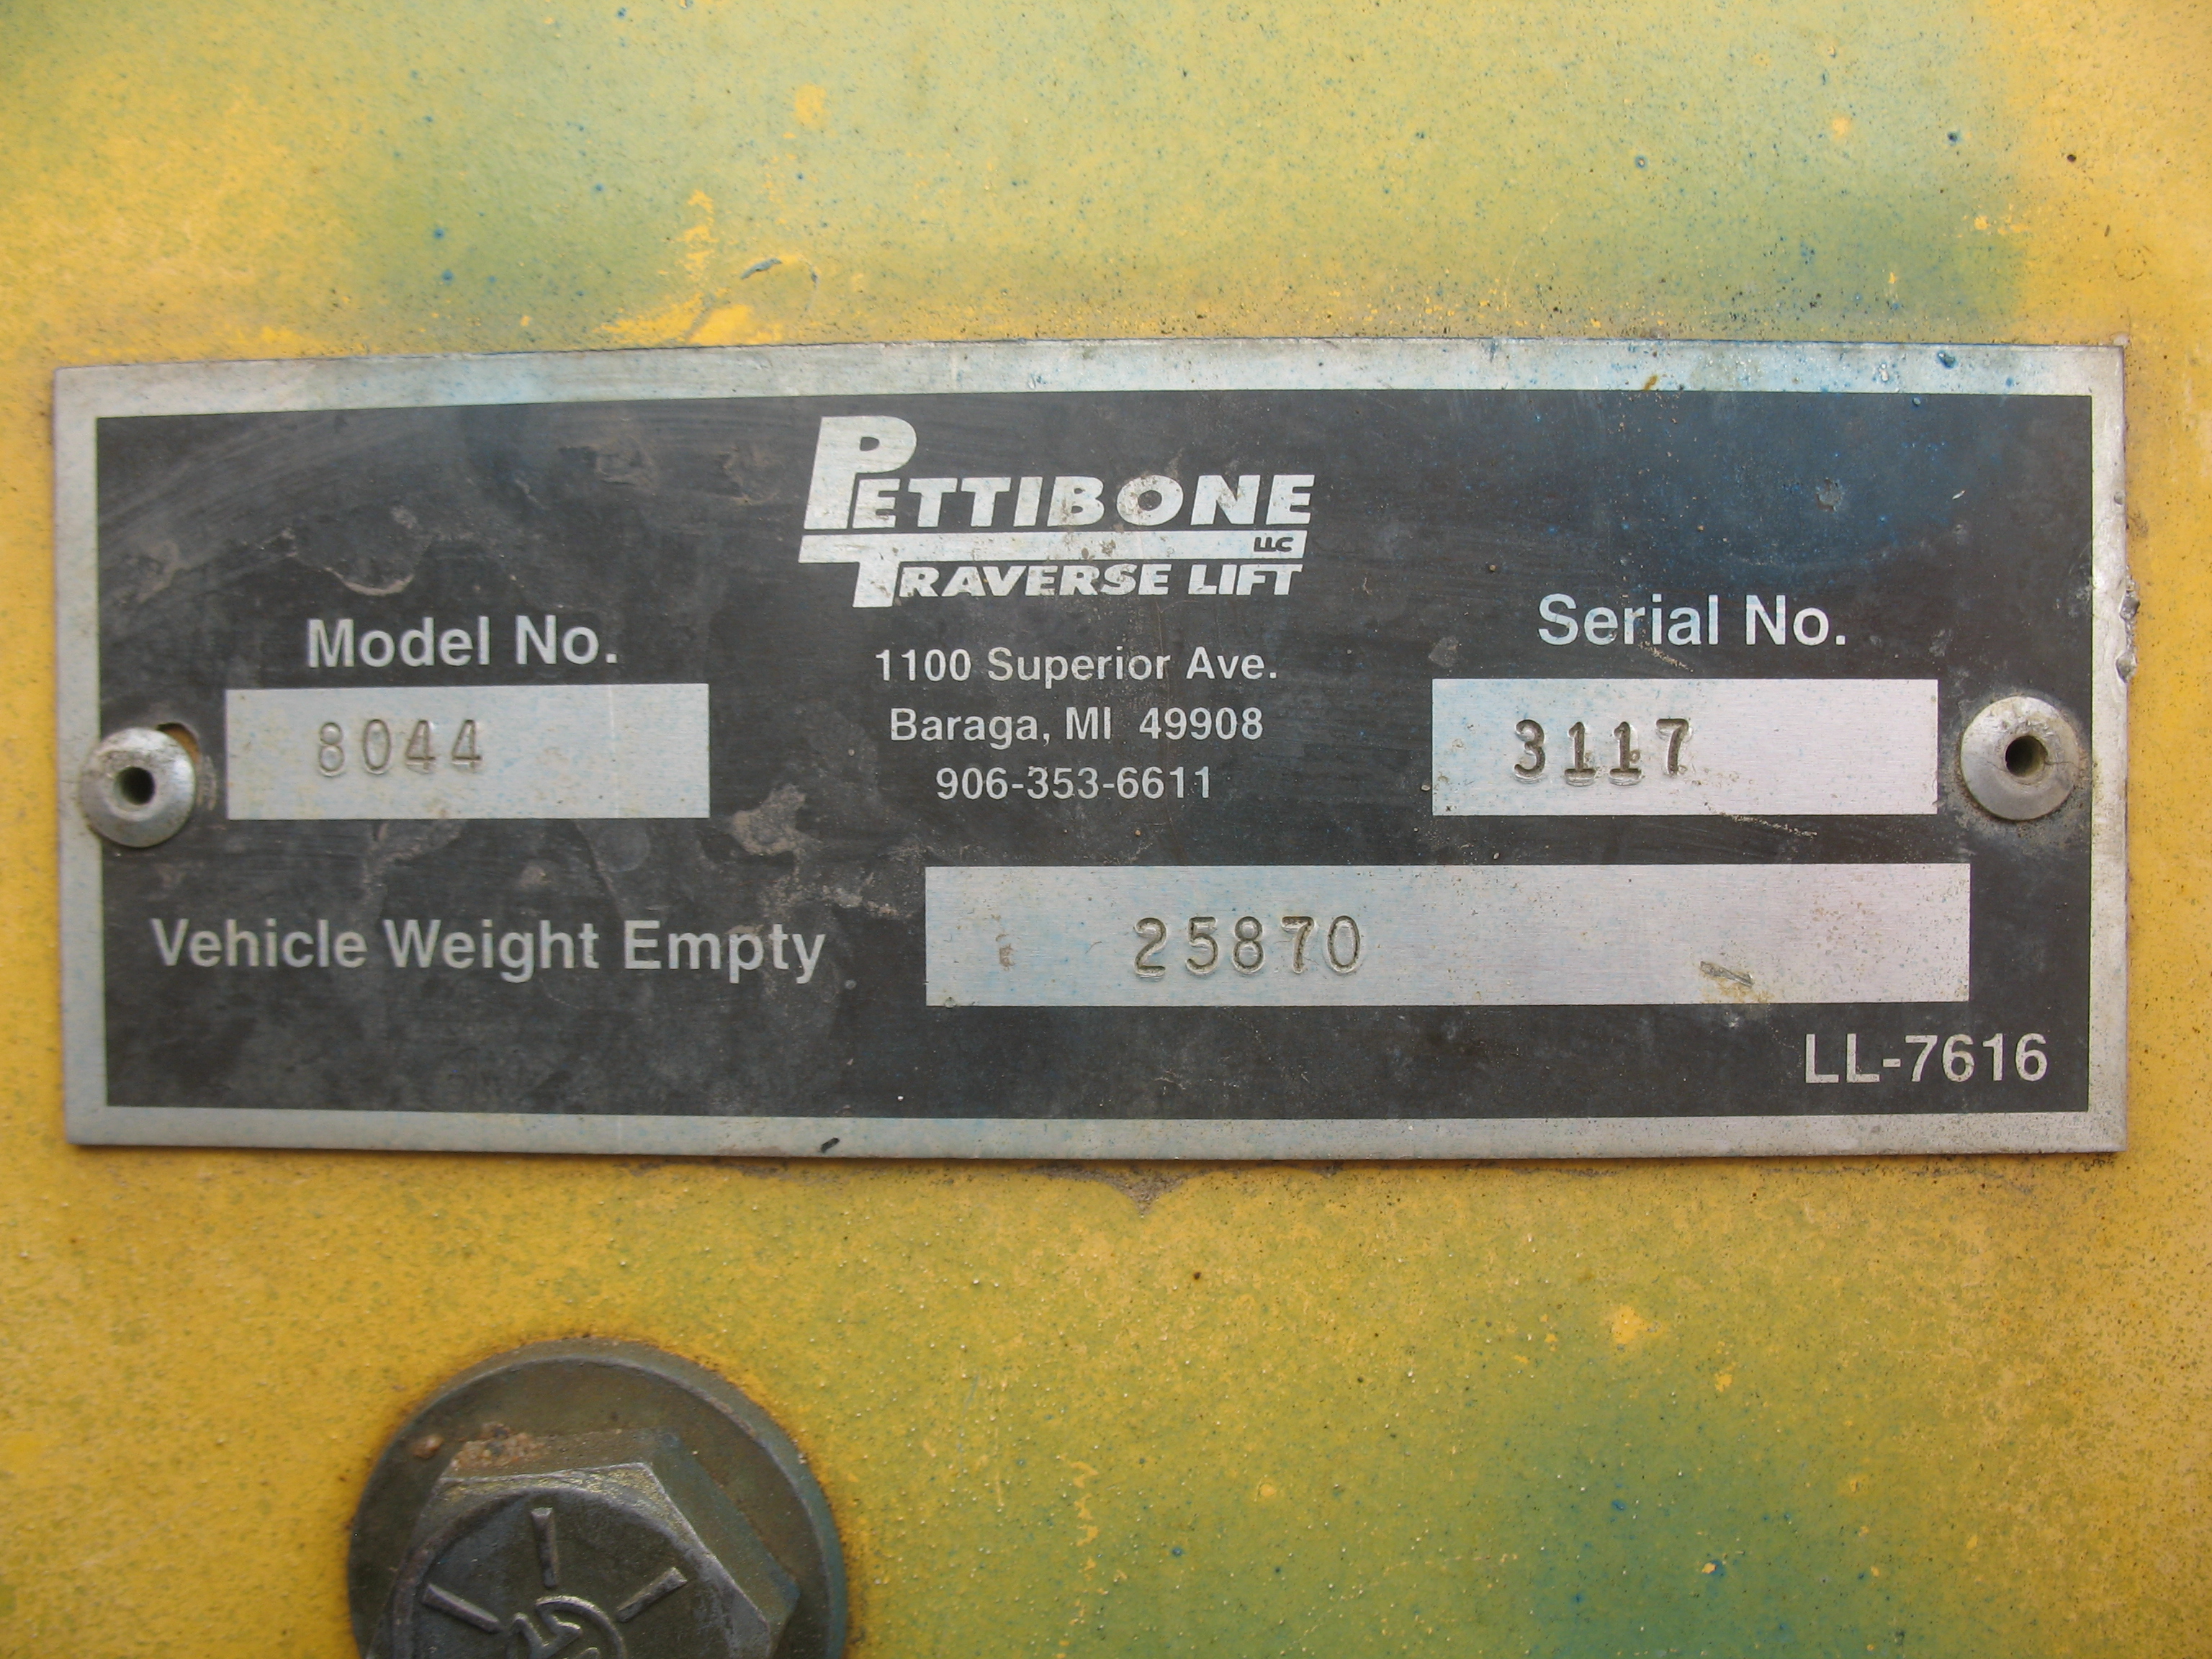 PETTIBONE
LLC
TRAVERSE LIFT
Model No.
8044
1100 Superior Ave.
Baraga, MI 49908
906-353-6611
Serial No.
3117
Vehicle Weight Empty
25870
LL-7616